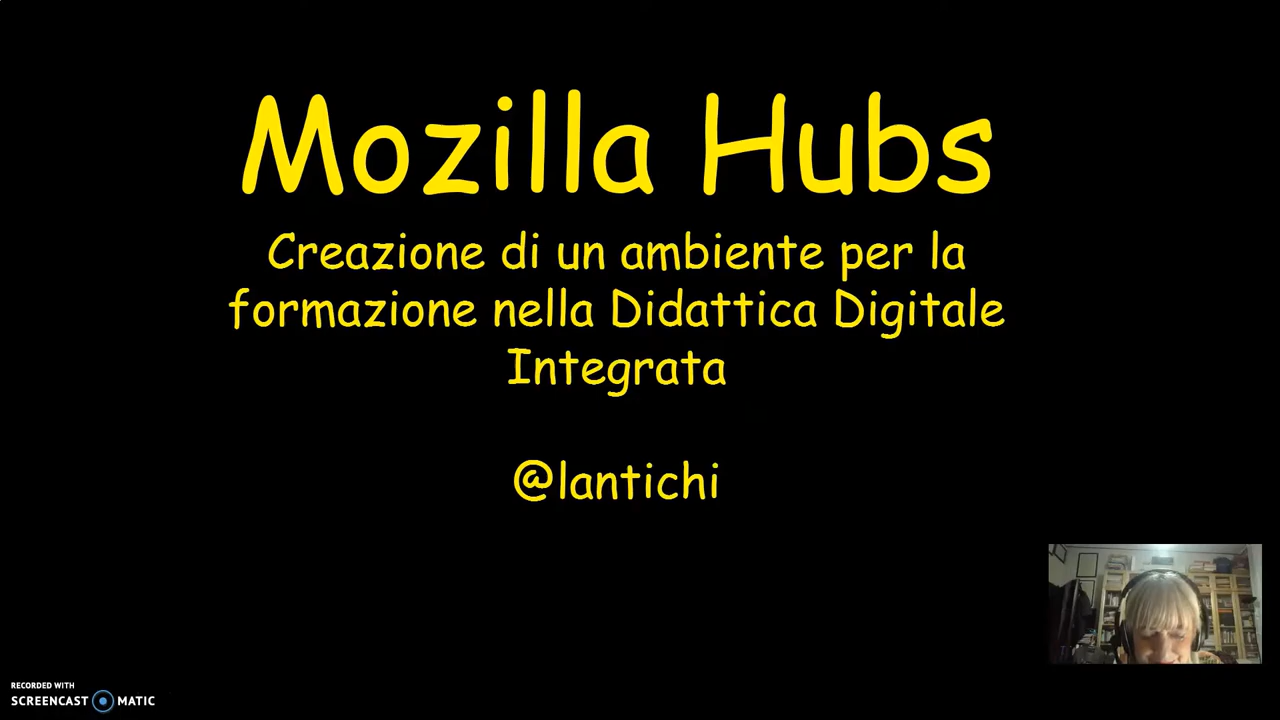 Mozilla Hubs
Creazione di un ambiente per la
formazione nella Didattica Digitale
Integrata
@lantichi
RECORDED WITH
SCREENCAST MATIC